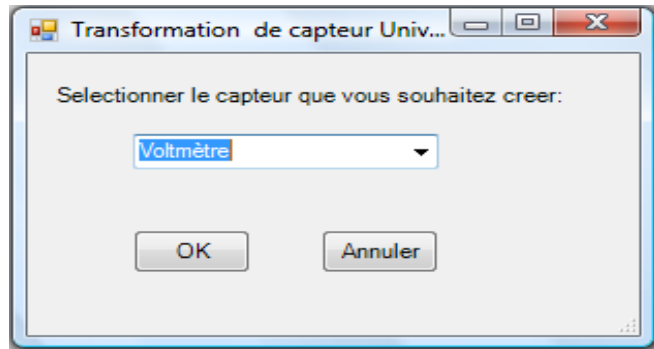 Transformation de capteur Univ...
Selectionner le capteur que vous souhaitez creer:
Voltmètre
OK Annuler